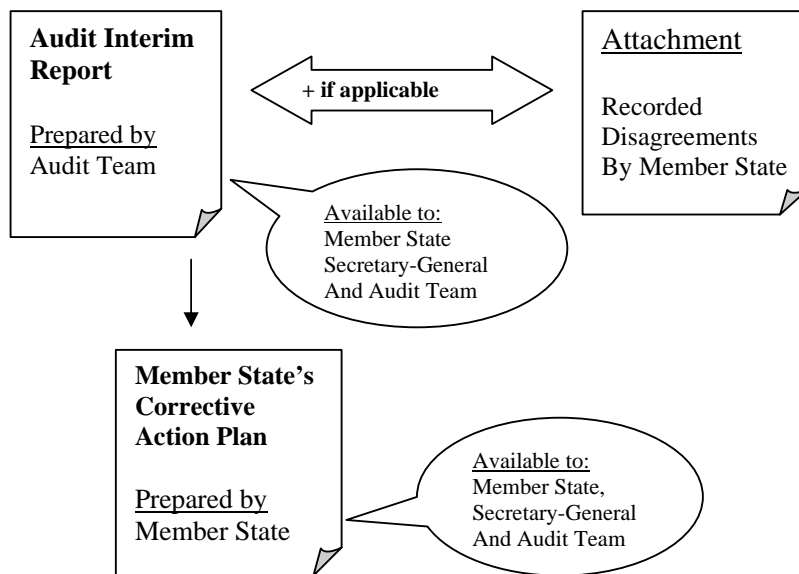 Audit Interim
Report
Prepared by
Audit Team
+ if applicable
Attachment
Recorded
Disagreements
By Member State
Available to:
Member State
Secretary-General
And Audit Team
Member State’s
Corrective
Action Plan
Prepared by
Member State
Available to:
Member State,
Secretary-General
And Audit Team